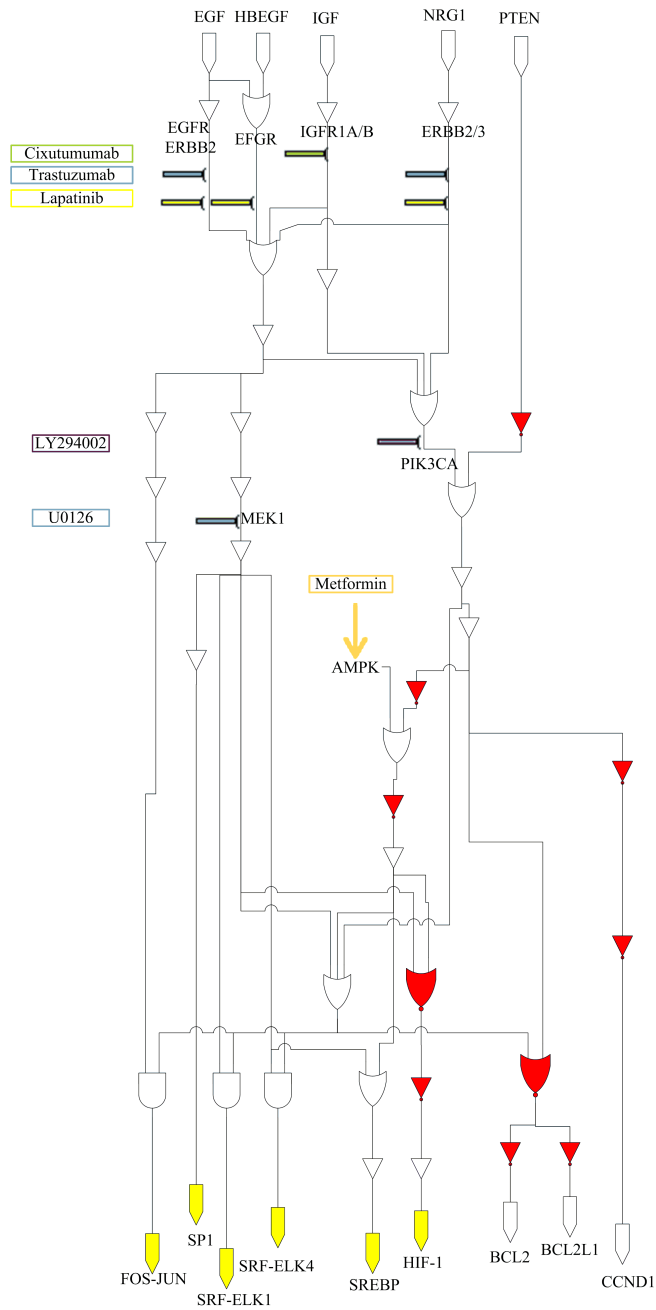 EGF
HBEGF
IGF
NRG1
PTEN
EGFR
ERBB2
EFGR
IGFR1A/B
ERBB2/3
Cixutumumab
Trastuzumab
Lapatinib
LY294002
PIK3CA
U0126
MEK1
Metformin
AMPK
SP1
FOS-JUN
SRF-ELK4
SRF-ELK1
SREBP
HIF-1
BCL2
BCL2L1
CCND1